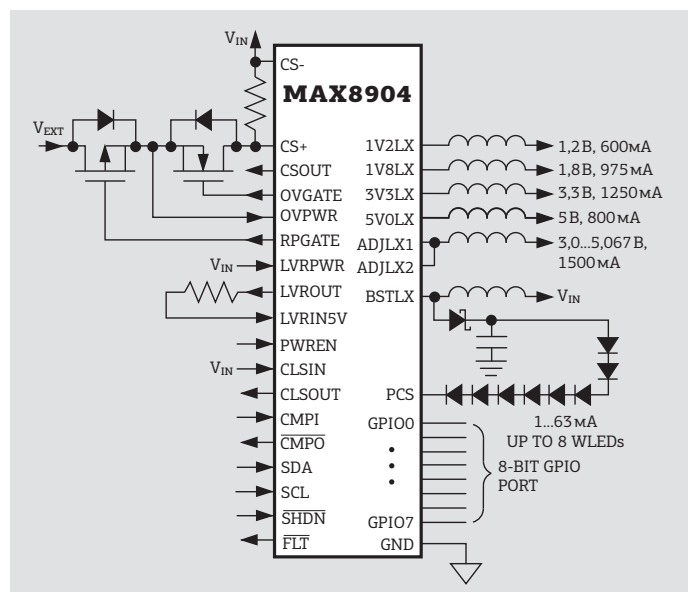 VIN
CS-
MAX8904
VEXT
CS+
CSOUT
OVGATE
OVPWR
RPGATE
VIN
LVRPWR
LVROUT
LVRIN5V
PWREN
VIN
CLSIN
CLSOUT
CMPI
CMPO
SDA
SCL
SHDN
FLT
1V2LX
1,2В, 600мА
1V8LX
1,8В, 975мА
3V3LX
3,3В, 1250мА
5V0LX
5В, 800мА
ADJLX1
ADJLX2
3,0...5,067В,
1500мА
BSTLX
VIN
PCS
1...63мА
UP TO 8 WLEDs
GPIO0
8-BIT GPIO
PORT
GPIO7
GND